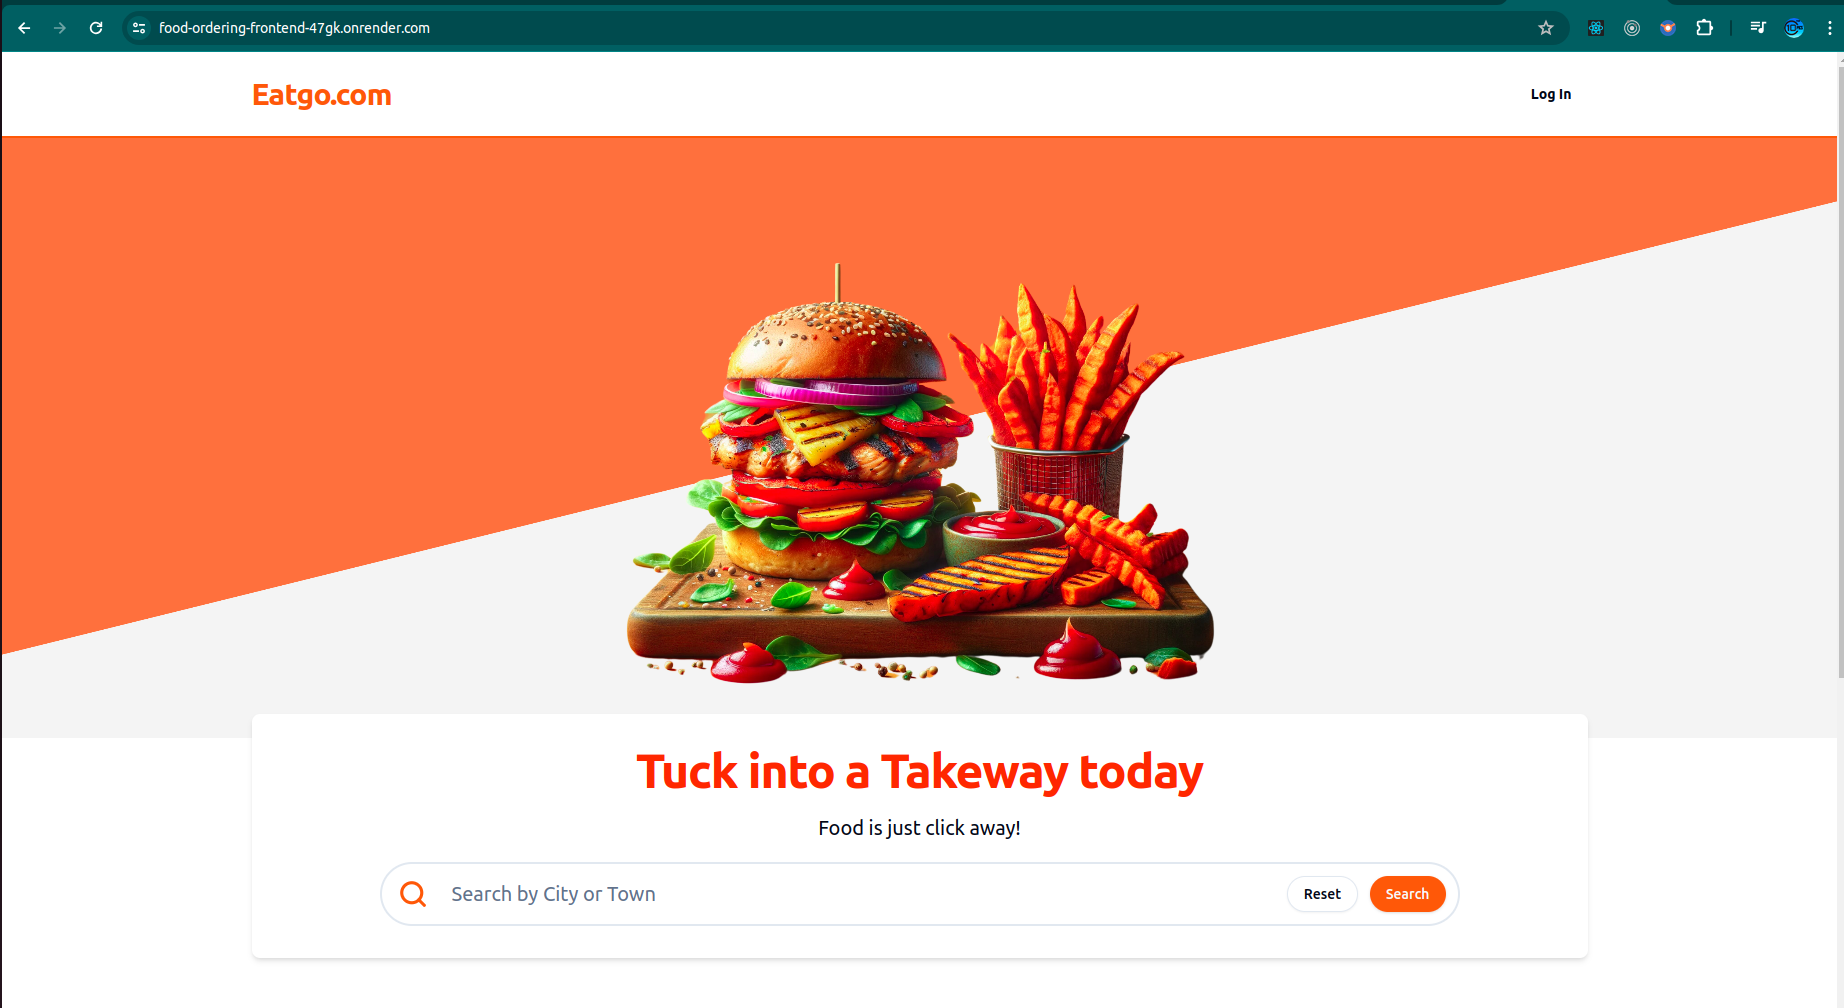 food-ordering-frontend-47gk.onrender.com
Eatgo.com
Log In
Tuck into a Takeway today
Food is just click away!
Search by City or Town
Reset
Search